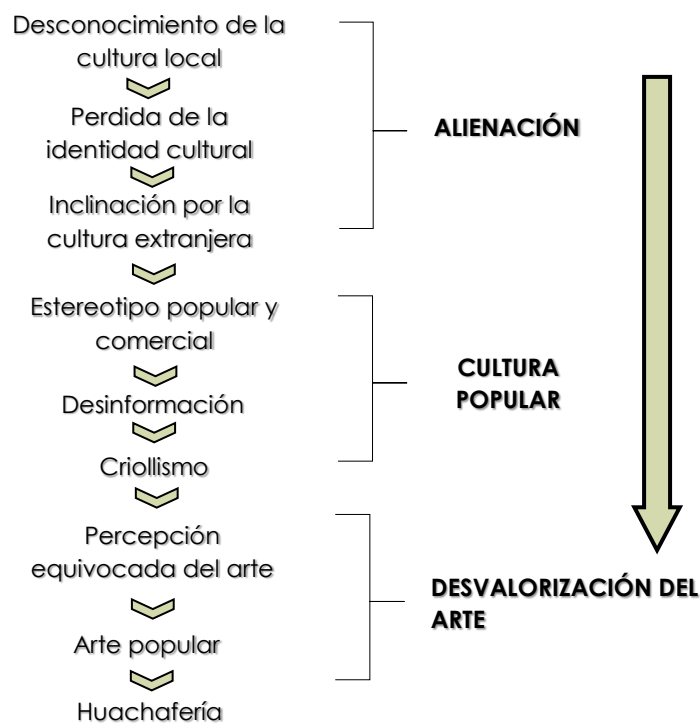 Desconocimiento de la
cultura local
Perdida de la
identidad cultural
Inclinación por la
cultura extranjera
ALIENACIÓN
Estereotipo popular y
comercial
Desinformación
Criollismo
CULTURA
POPULAR
Percepción
equivocada del arte
Arte popular
Huachafería
DESVALORIZACIÓN DEL
ARTE